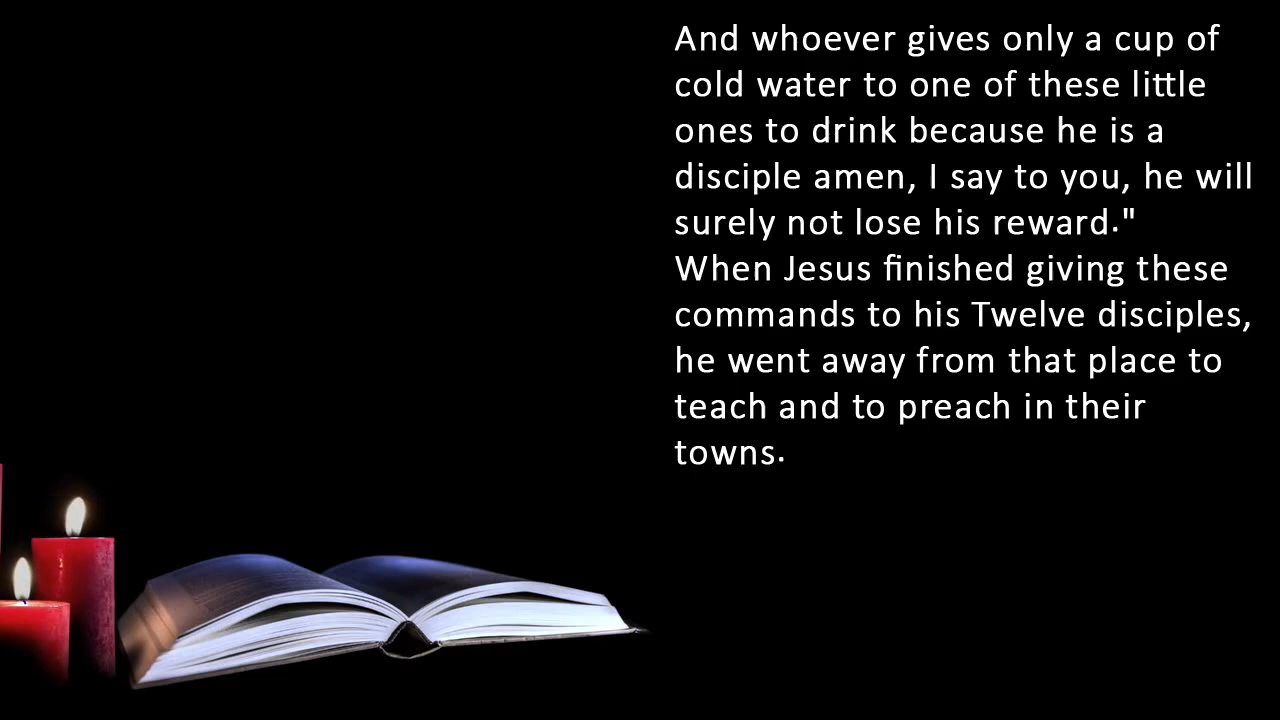 And whoever gives only a cup of
cold water to one of these little
ones to drink because he is a
disciple amen, I say to you, he will
surely not lose his reward."
When Jesus finished giving these
commands to his Twelve disciples,
he went away from that place to
teach and to preach in their
towns.